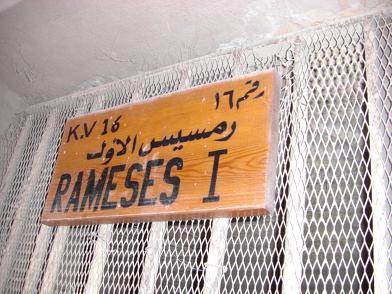 K.V 16 رقم ١٦
رمسيس الاول
RAMESES I